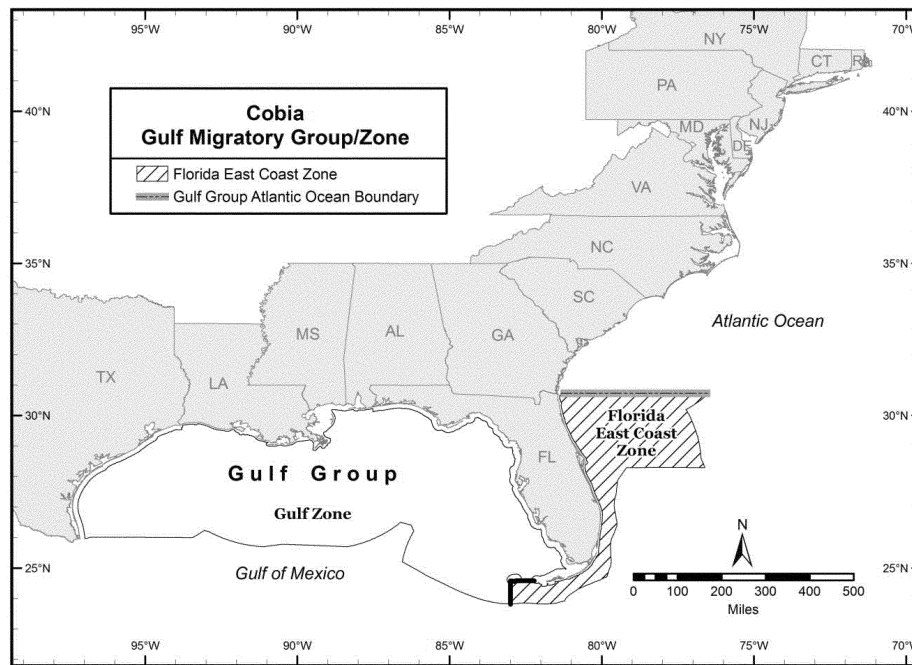 95°W 90°W 85°W 80°W 75°W 70°W
NY
CT
RI
PA
40°N
40°N
Cobia
Gulf Migratory Group/Zone
Florida East Coast Zone
Gulf Group Atlantic Ocean Boundary
MD
NJ
DE
VA
NC
35°N
35°N
SC
MS
AL
GA
Atlantic Ocean
TX
LA
30°N
30°N
Florida
East Coast
Zone
FL
Gulf Group
Gulf Zone
N
25°N
25°N
Gulf of Mexico
0 100 200 300 400 500
Miles
95°W 90°W 85°W 80°W 75°W 70°W